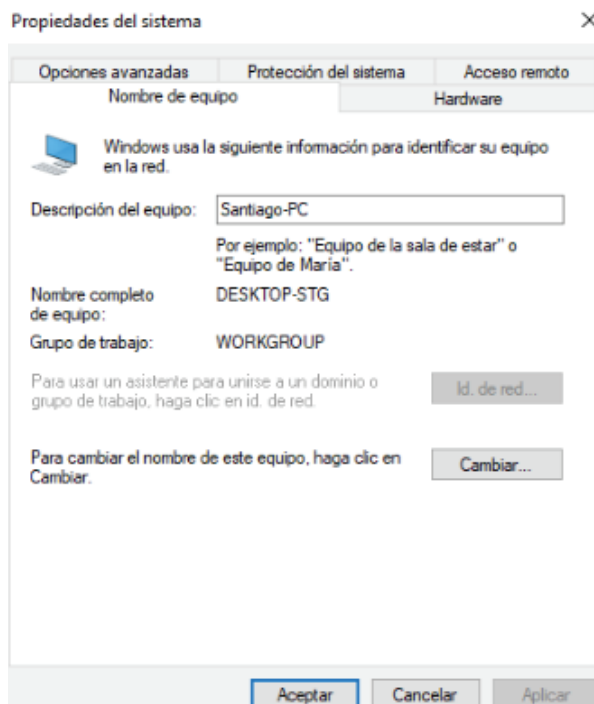 Propiedades del sistema
Opciones avanzadas Protección del sistema Acceso remoto
Nombre de equipo Hardware
Windows usa la siguiente información para identificar su equipo
en la red.
Descripción del equipo: Santiago-PC
Por ejemplo: "Equipo de la sala de estar" o
"Equipo de María".
Nombre completo DESKTOP-STG
de equipo:
Grupo de trabajo: WORKGROUP
Para usar un asistente para unirse a un dominio o
grupo de trabajo, haga clic en id. de red.
Id. de red...
Para cambiar el nombre de este equipo, haga clic en
Cambiar.
Cambiar...
Aceptar Cancelar Aplicar